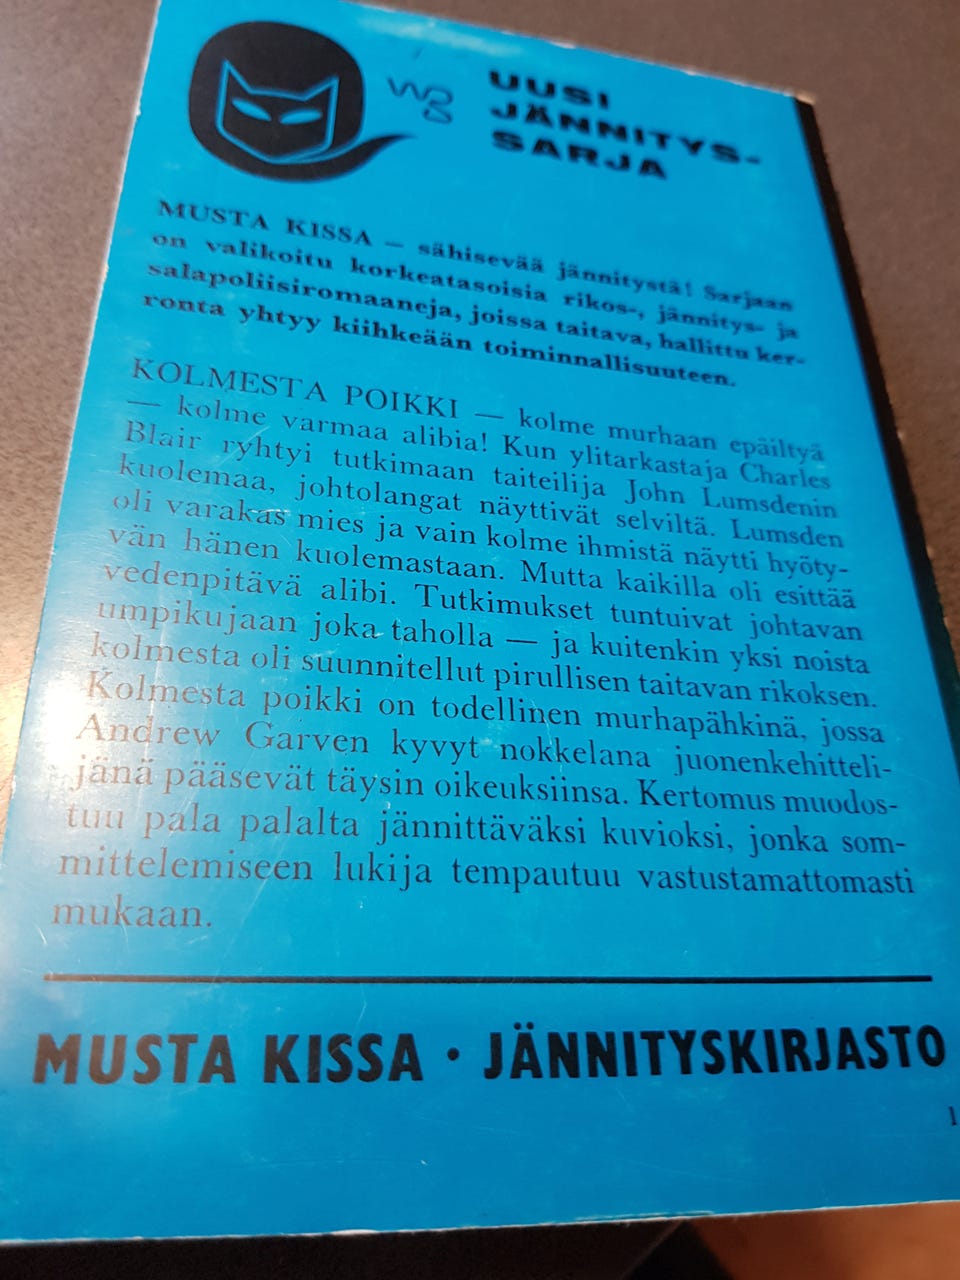 UUSI
JÄNNITYS-
SARJA
MUSTA KISSA — sähisevää jännitystä! Sarjaan
on valikoitu korkeatasoisia rikos-, jännitys- ja
salapoliisiromaaneja, joissa taitava, hallittu ker-
ronta yhtyy kiihkeään toiminnallisuuteen.
KOLMESTA POIKKI — kolme murhaan epäiltyä
— kolme varmaa alibia! Kun ylitarkastaja Charles
Blair ryhtyi tutkimaan taiteilija John Lumsdenin
kuolemaa, johtolangat näyttivät selviltä. Lumsden
oli varakas mies ja vain kolme ihmistä näytti hyöty-
vän hänen kuolemastaan. Mutta kaikilla oli esittää
vedenpitävä alibi. Tutkimukset tuntuivat johtavan
umpikujaan joka taholla — ja kuitenkin yksi noista
kolmesta oli suunnitellut pirullisen taitavan rikoksen.
Kolmesta poikki on todellinen murhapähkinä, jossa
Andrew Garven kyvyt nokkelana juonenkehitteli-
jänä pääsevät täysin oikeuksiinsa. Kertomus muodos-
tuu pala palalta jännittäväksi kuvioksi, jonka som-
mittelemiseen lukija tempautuu vastustamattomasti
mukaan.
MUSTA KISSA · JÄNNITYSKIRJASTO
1